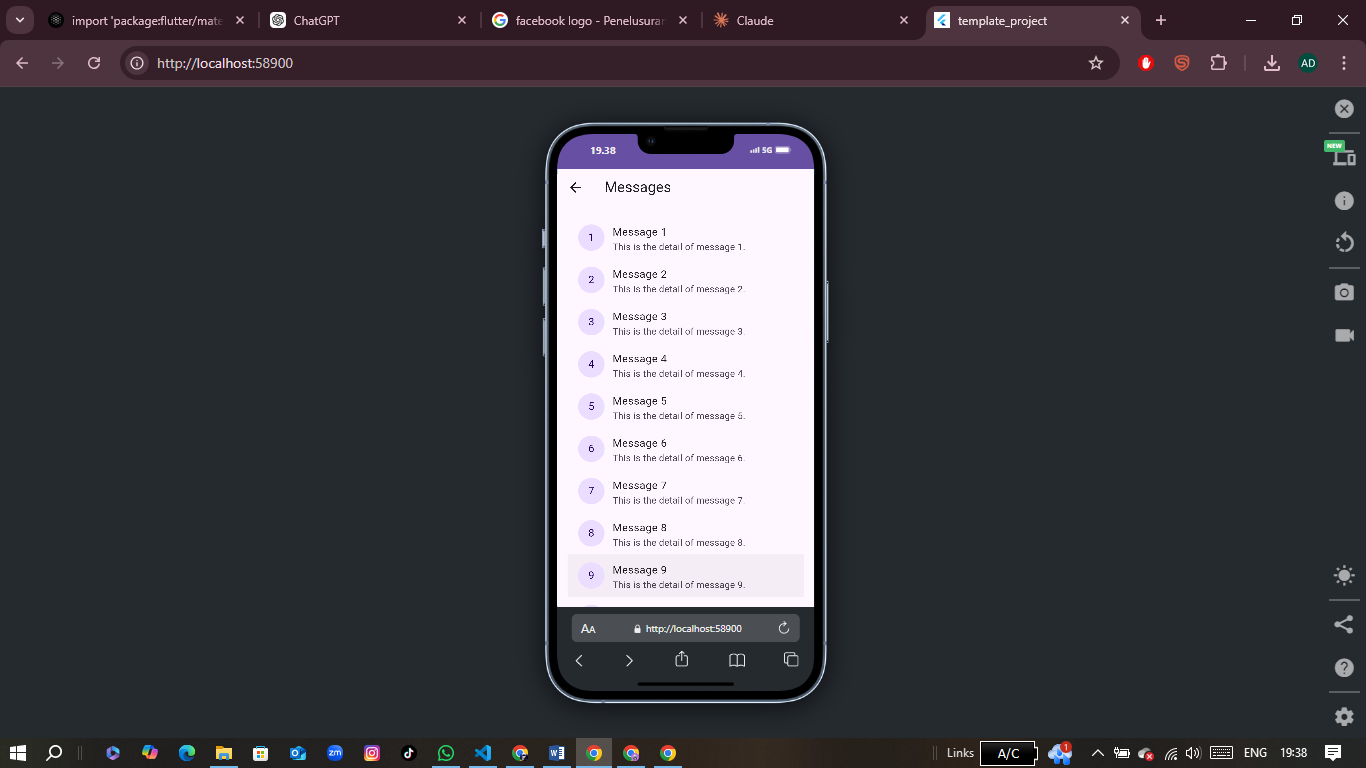 import 'package:flutter/mate
ChatGPT
facebook logo - Penelusuran
Claude
template_project
http://localhost:58900
AD
NEW
19.38
5G
Messages
1
Message 1
This is the detail of message 1.
2
Message 2
This is the detail of message 2.
3
Message 3
This is the detail of message 3.
4
Message 4
This is the detail of message 4.
5
Message 5
This is the detail of message 5.
6
Message 6
This is the detail of message 6.
7
Message 7
This is the detail of message 7.
8
Message 8
This is the detail of message 8.
9
Message 9
This is the detail of message 9.
AA
http://localhost:58900
zm
Links
A/C
1
ENG
19:38